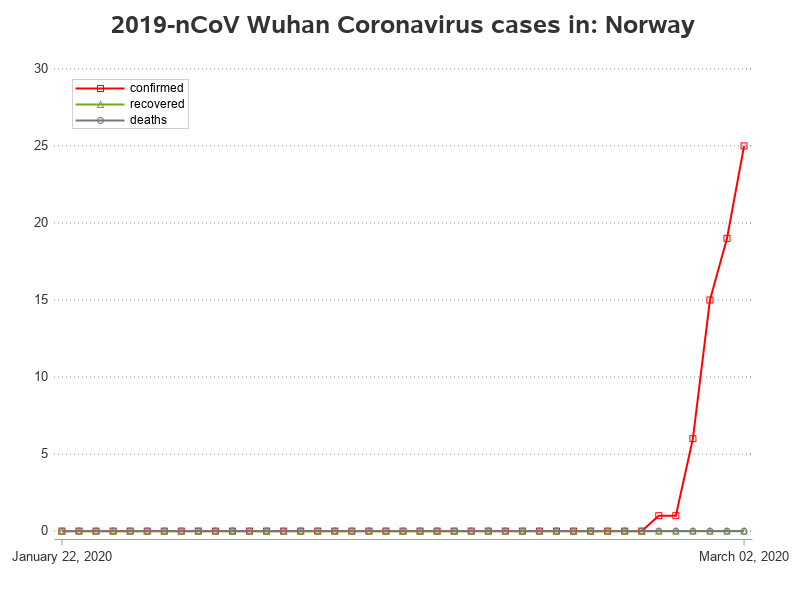 2019-nCoV Wuhan Coronavirus cases in: Norway
30
confirmed
recovered
deaths
25
20
15
10
5
0
January 22, 2020 March 02, 2020